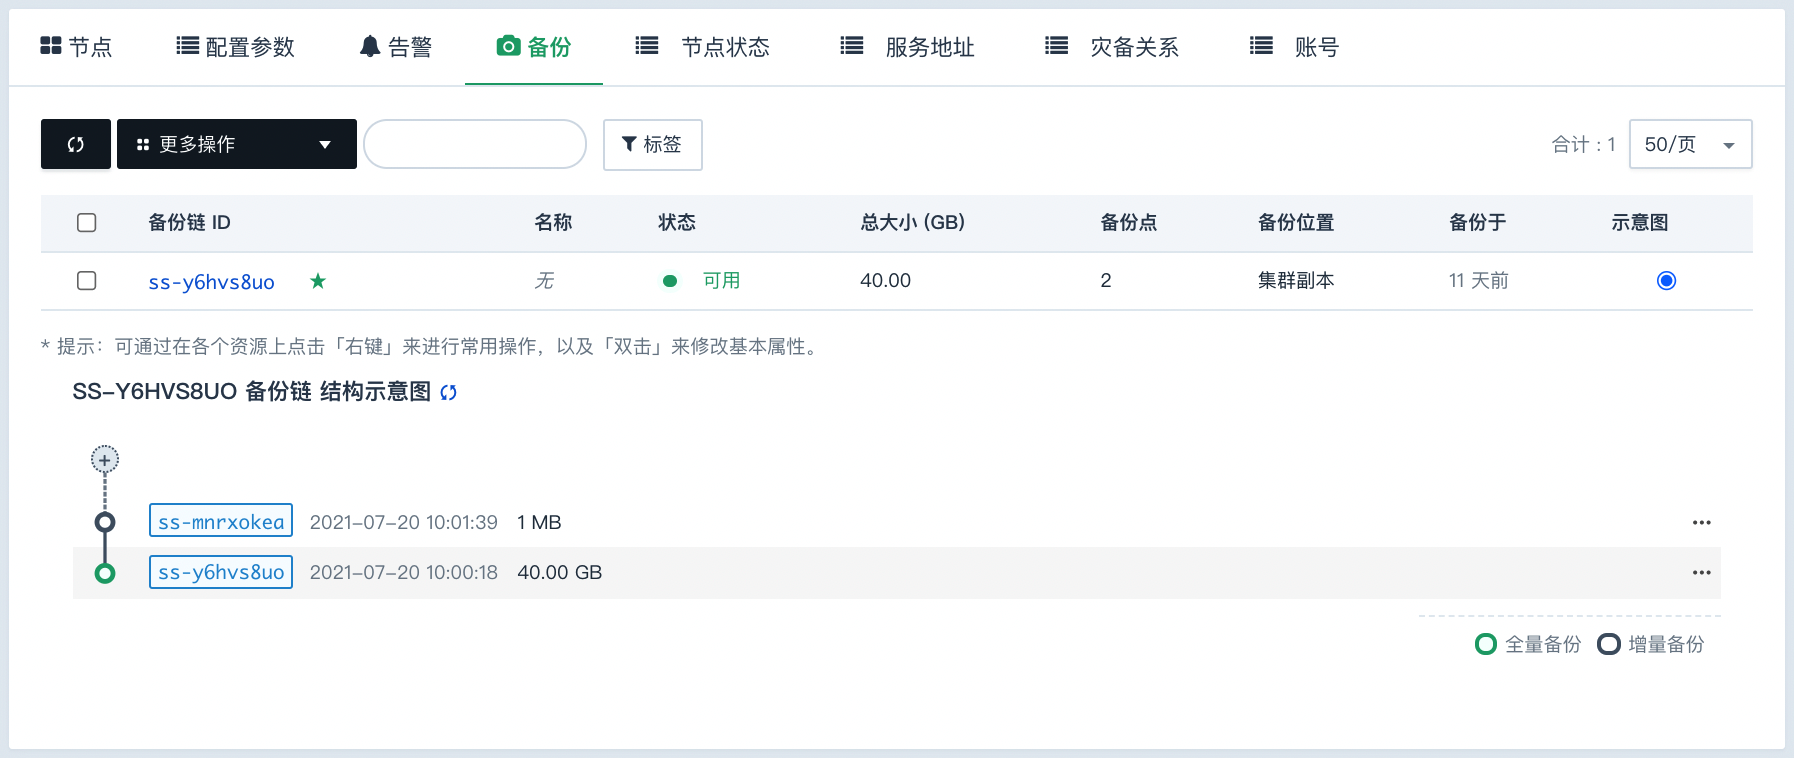 节点 配置参数 告警 备份 节点状态 服务地址 灾备关系 账号
更多操作 标签 合计 : 1 50/页
备份链 ID 名称 状态 总大小 (GB) 备份点 备份位置 备份于 示意图
ss-y6hvs8uo 无 可用 40.00 2 集群副本 11 天前
* 提示：可通过在各个资源上点击「右键」来进行常用操作，以及「双击」来修改基本属性。
SS-Y6HVS8UO 备份链 结构示意图
ss-mnrxokea 2021-07-20 10:01:39 1 MB
ss-y6hvs8uo 2021-07-20 10:00:18 40.00 GB
全量备份 增量备份